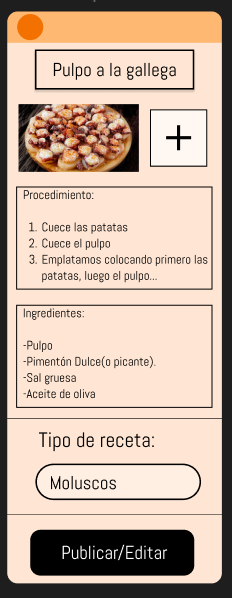 Pulpo a la gallega
+
Procedimiento:
1. Cuece las patatas
2. Cuece el pulpo
3. Emplatamos colocando primero las
patatas, luego el pulpo...
Ingredientes:
-Pulpo
-Pimentón Dulce(o picante).
-Sal gruesa
-Aceite de oliva
Tipo de receta:
Moluscos
Publicar/Editar